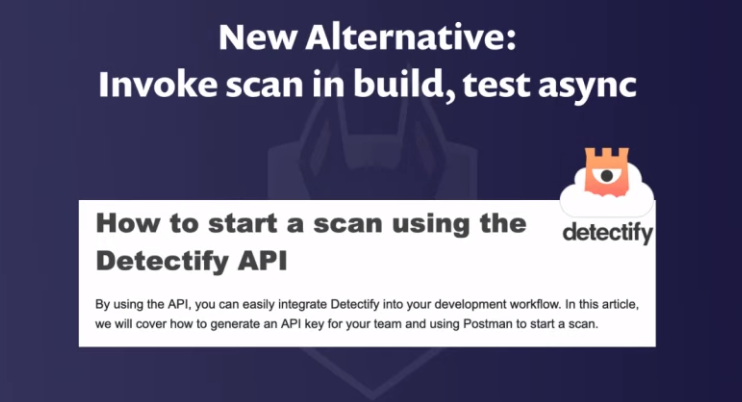 New Alternative:
Invoke scan in build, test async
How to start a scan using the
Detectify API
detectify
By using the API, you can easily integrate Detectify into your development workflow. In this article,
we will cover how to generate an API key for your team and using Postman to start a scan.